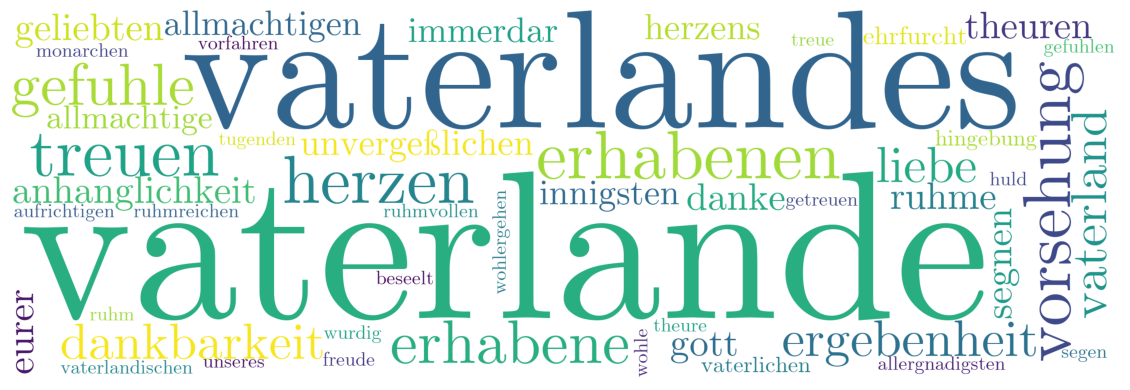 geliebten
allmachtigen
immerdar
herzens
theuren
monarchen
vorfahren
treue
ehrfurcht
gefuhlen
vaterlandes
gefuhle
allmachtige
tugenden
unvergeßlichen
hingebung
treuen
erhabenen
liebe
vorsehung
vaterland
anhanglichkeit
herzen
innigsten
danke
getreuen
ruhme
huld
aufrichtigen
ruhmreichen
ruhmvollen
wohlergehen
vaterlande
segnen
beseelt
eurer
ruhm
dankbarkeit
wurdig
erhabene
wohle
theure
gott
ergebenheit
segen
vaterlandischen
unseres
freude
vaterlichen
allergnadigsten